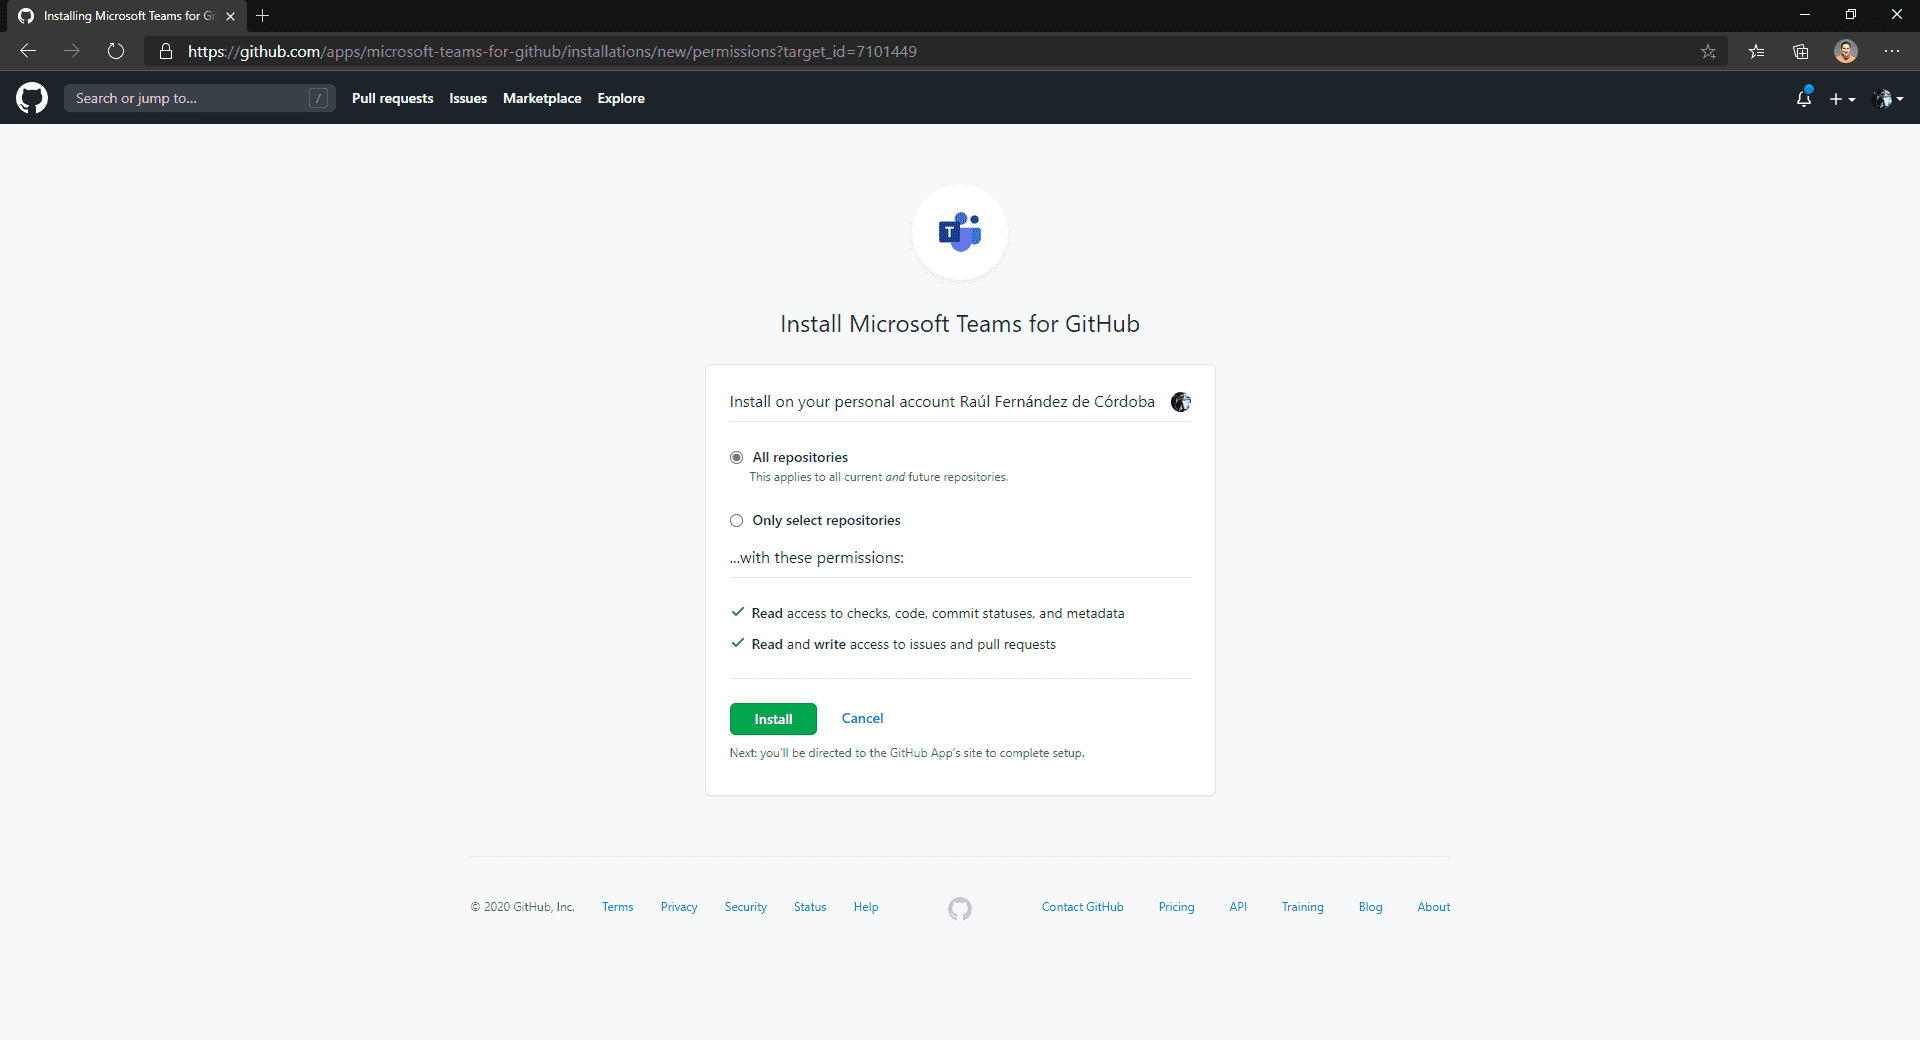 Installing Microsoft Teams for Gi
https://github.com/apps/microsoft-teams-for-github/installations/new/permissions?target_id=7101449
Search or jump to... /
Pull requests Issues Marketplace Explore
T
Install Microsoft Teams for GitHub
Install on your personal account Raúl Fernández de Córdoba
All repositories
This applies to all current and future repositories.
Only select repositories
...with these permissions:
Read access to checks, code, commit statuses, and metadata
Read and write access to issues and pull requests
Install Cancel
Next: you'll be directed to the GitHub App's site to complete setup.
© 2020 GitHub, Inc. Terms Privacy Security Status Help Contact GitHub Pricing API Training Blog About